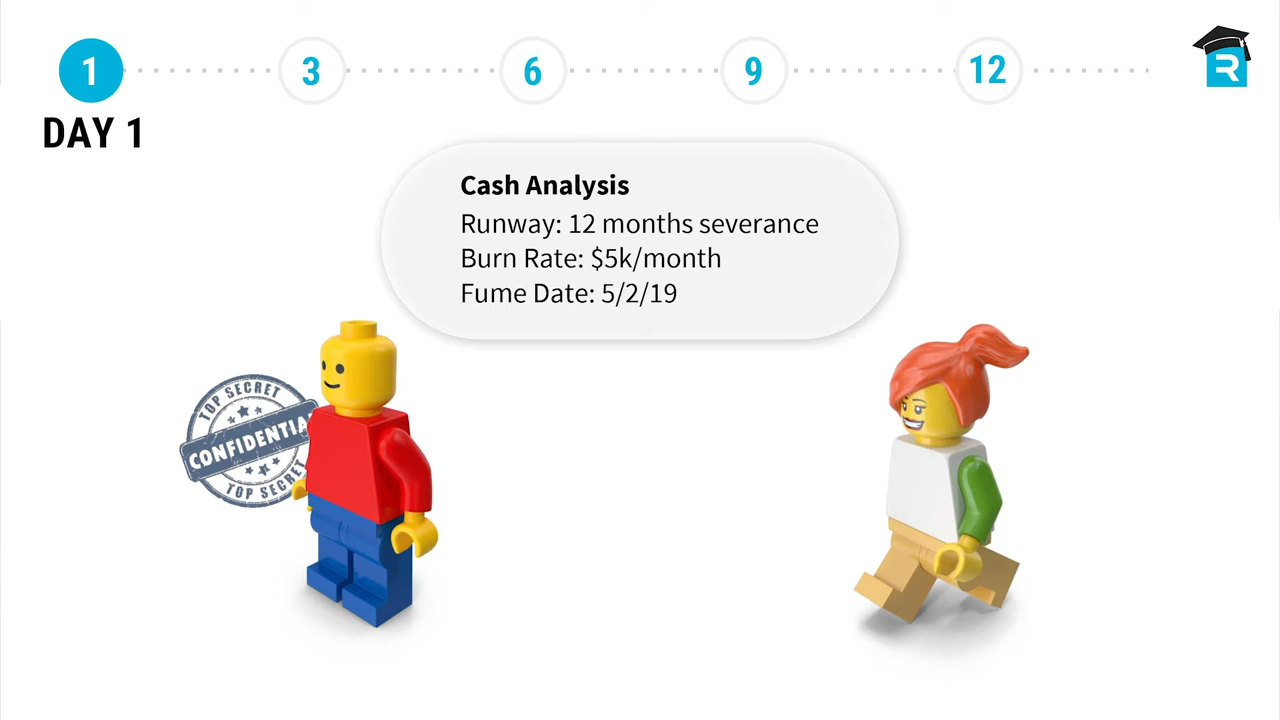 1 3 6 9 12
R
DAY 1
Cash Analysis
Runway: 12 months severance
Burn Rate: $5k/month
Fume Date: 5/2/19
TOP SECRET
CONFIDENTIA
TOP SECRET